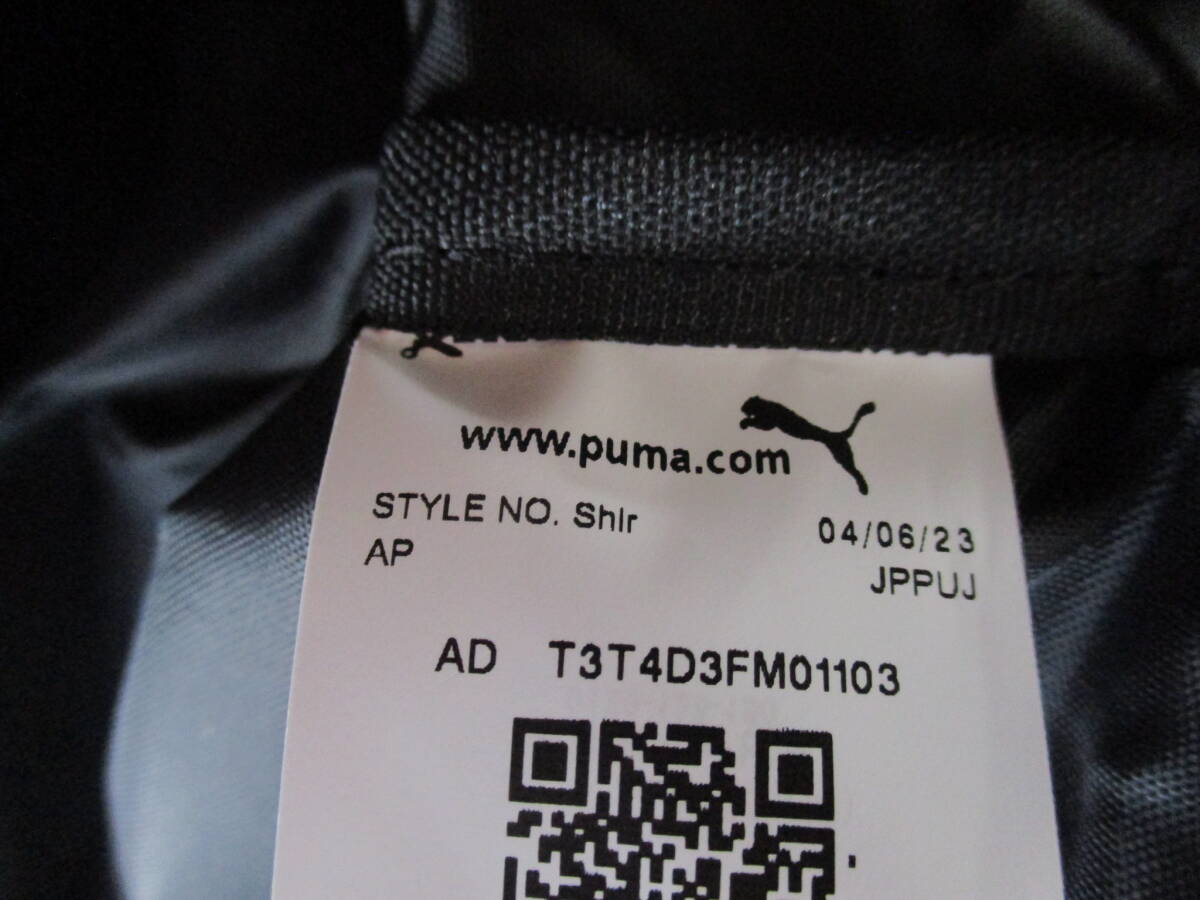 www.puma.com
STYLE NO. Shlr 04/06/23
AP JPPUJ
AD T3T4D3FM01103